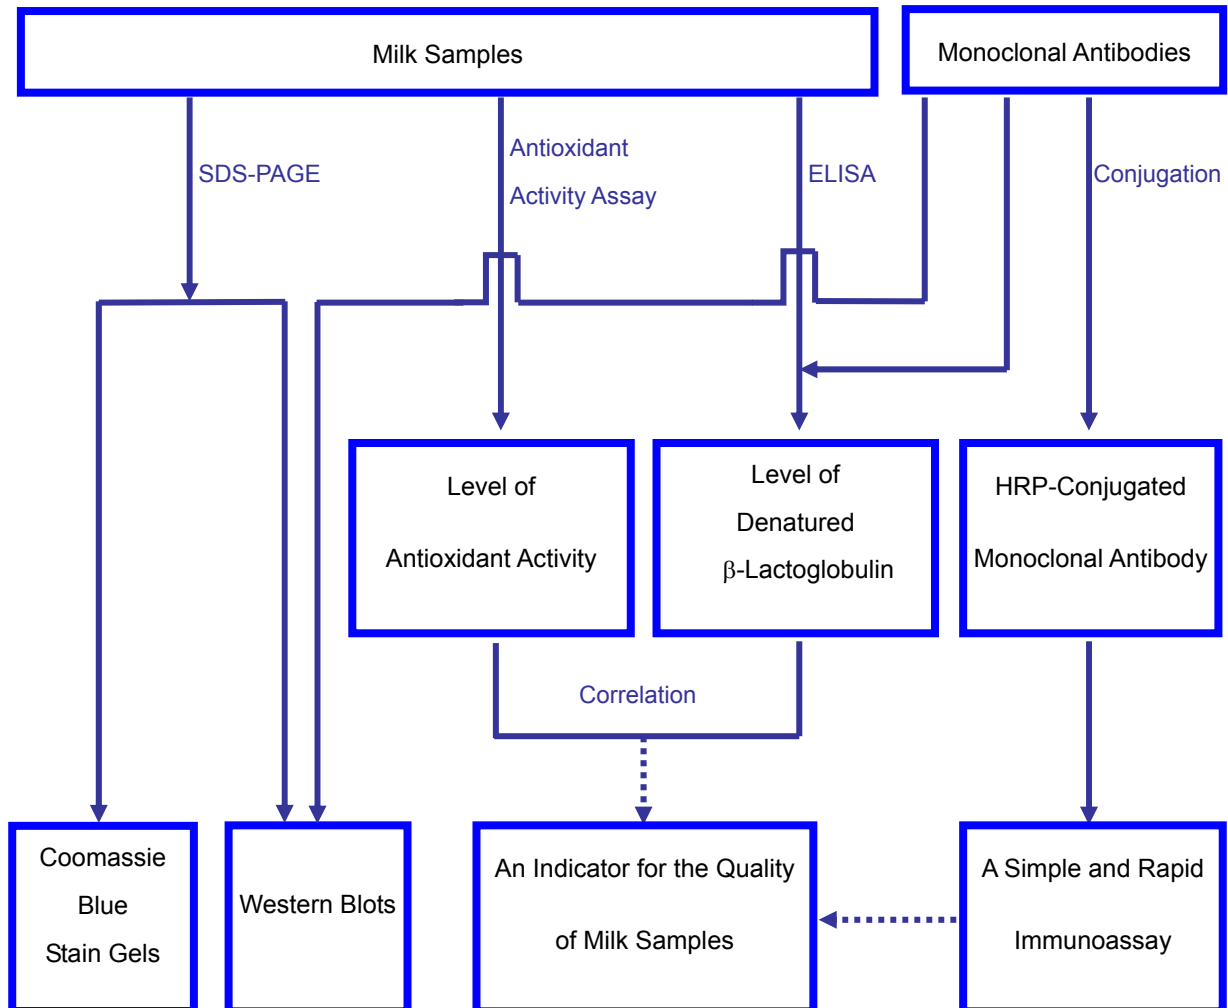 Milk Samples
Monoclonal Antibodies
SDS-PAGE
Antioxidant
Activity Assay
ELISA
Conjugation
Level of
Antioxidant Activity
Level of
Denatured
β-Lactoglobulin
HRP-Conjugated
Monoclonal Antibody
Correlation
Coomassie
Blue
Stain Gels
Western Blots
An Indicator for the Quality
of Milk Samples
A Simple and Rapid
Immunoassay